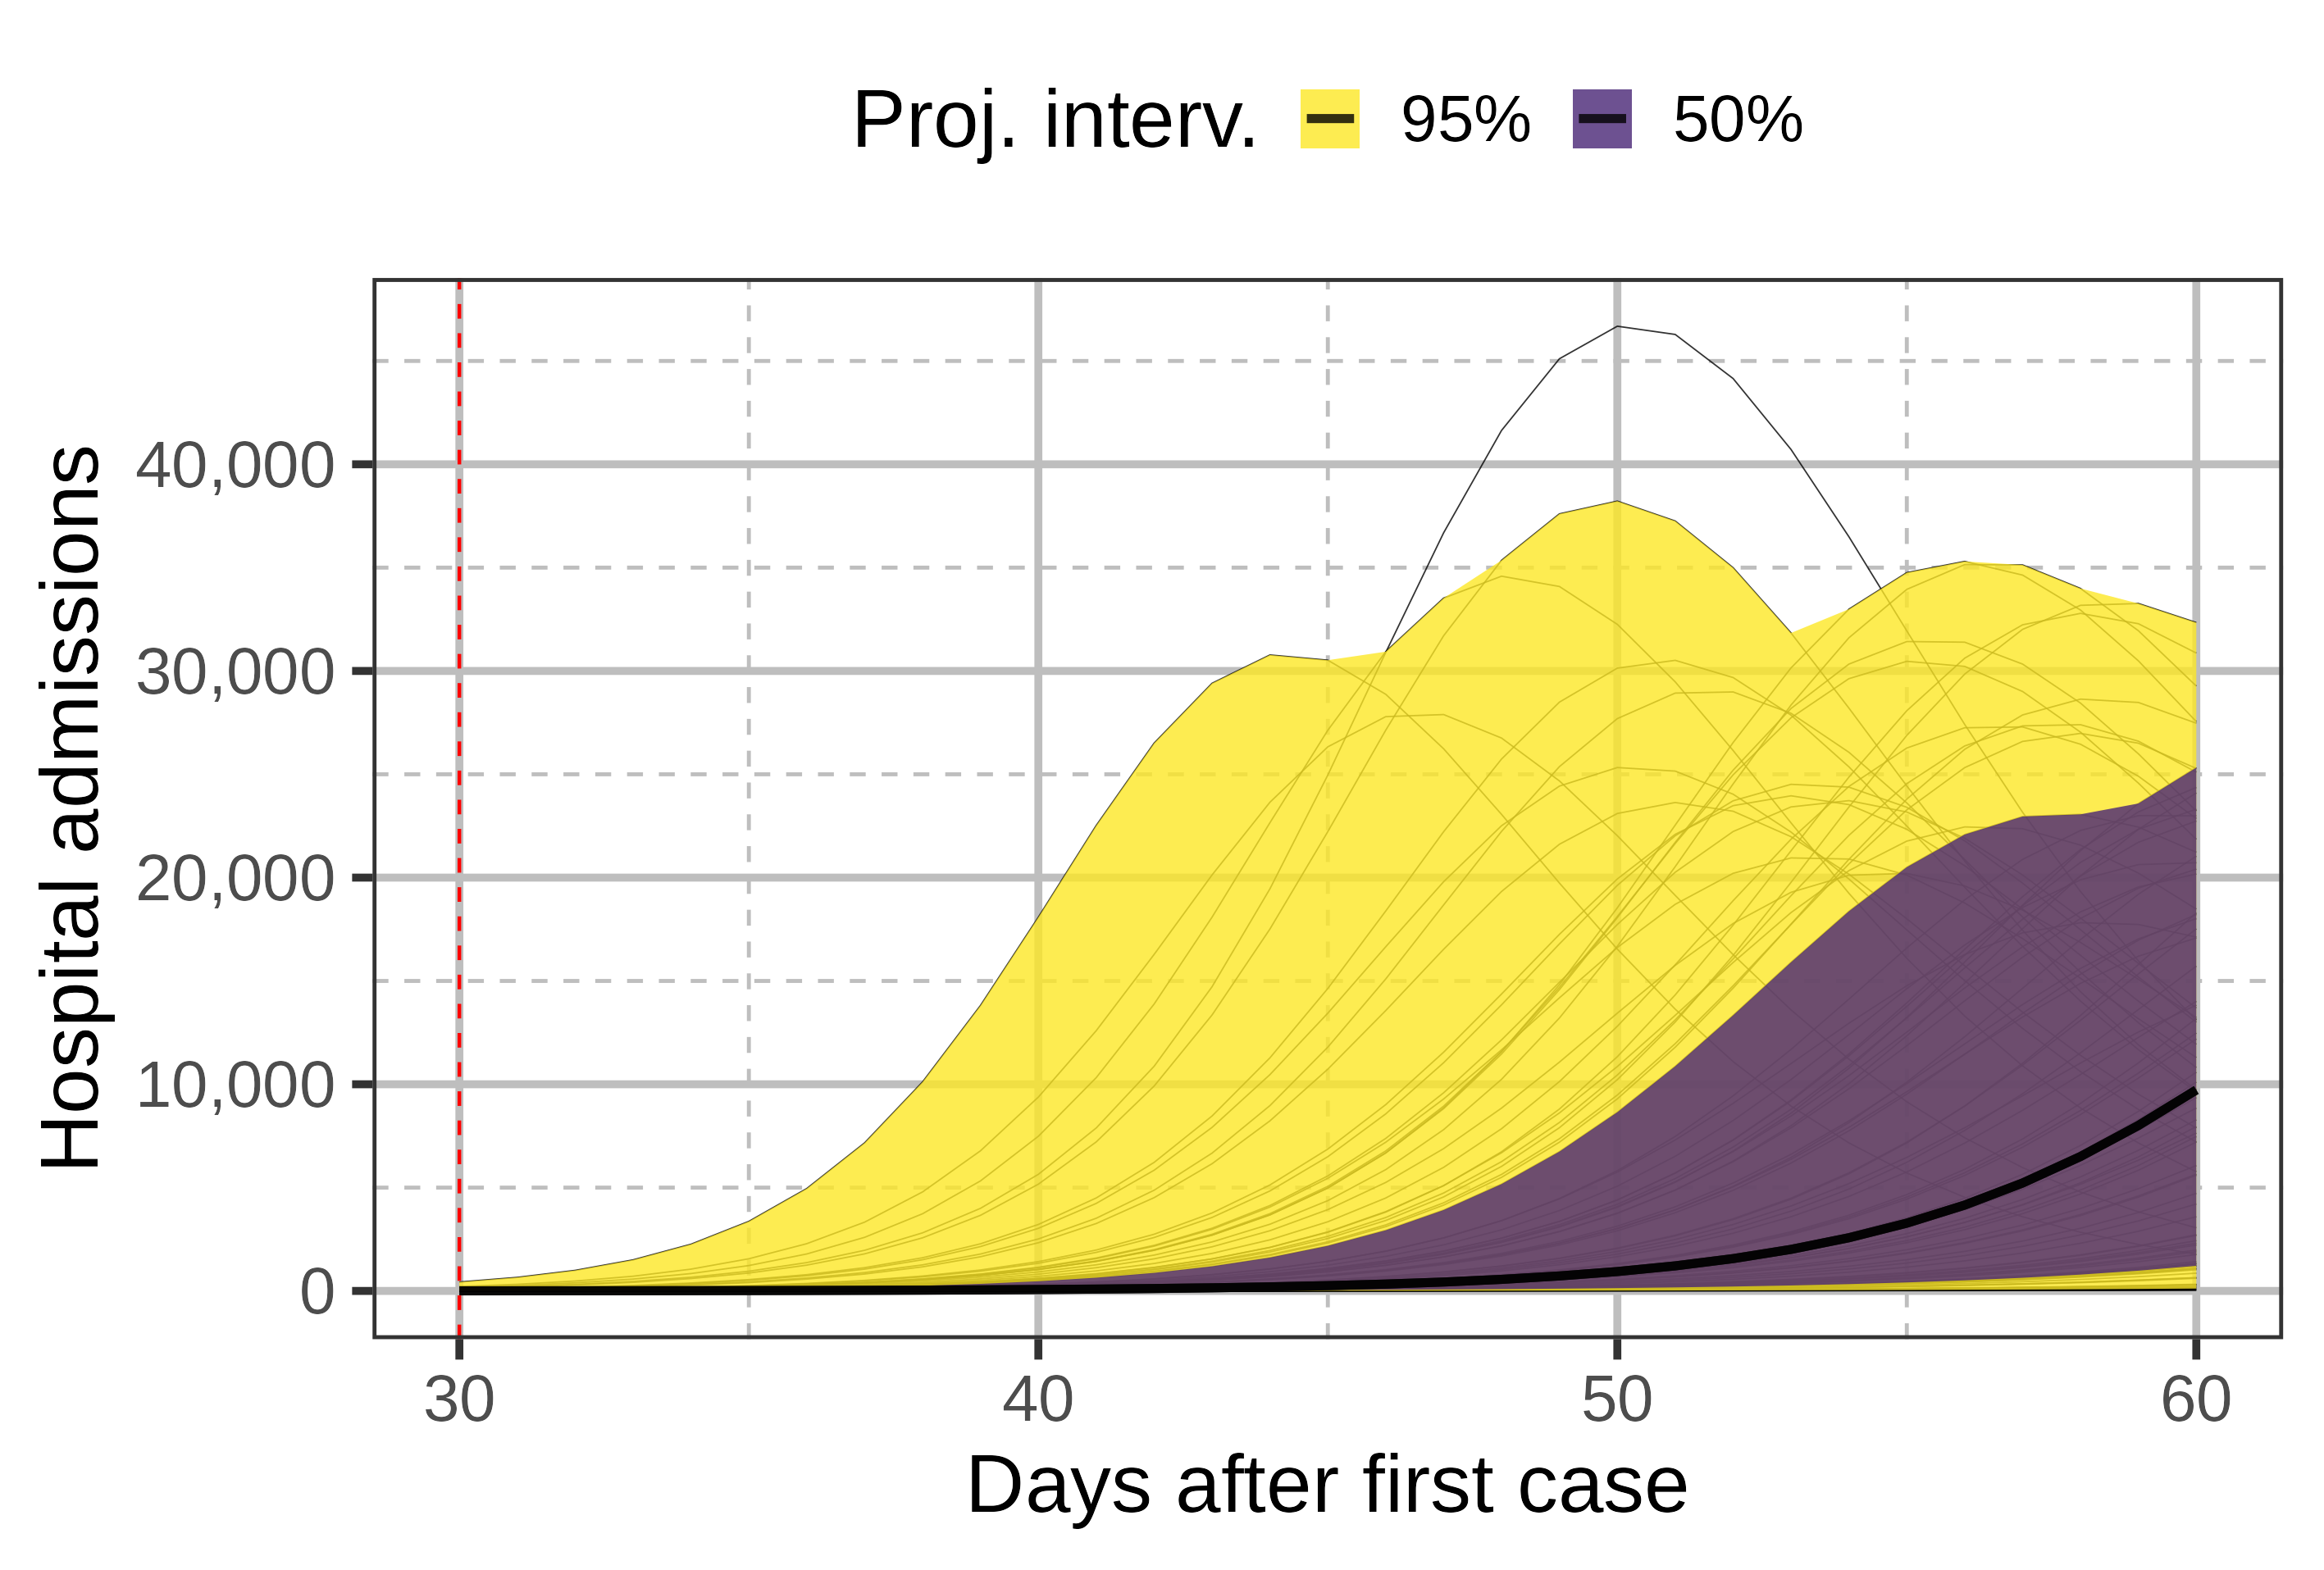 Proj. interv. 95% 50%
Hospital admissions
40,000
30,000
20,000
10,000
0
30 40 50 60
Days after first case